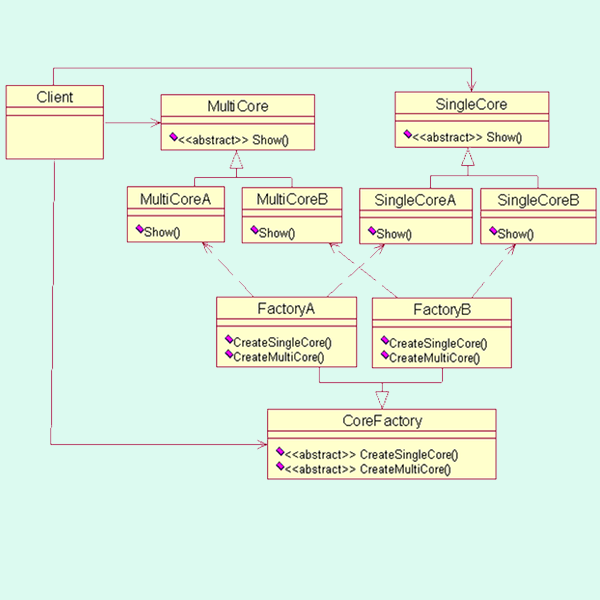 Client
MultiCore
<<abstract>> Show()
SingleCore
<<abstract>> Show()
MultiCoreA
Show()
MultiCoreB
Show()
SingleCoreA
Show()
SingleCoreB
Show()
FactoryA
CreateSingleCore()
CreateMultiCore()
FactoryB
CreateSingleCore()
CreateMultiCore()
CoreFactory
<<abstract>> CreateSingleCore()
<<abstract>> CreateMultiCore()